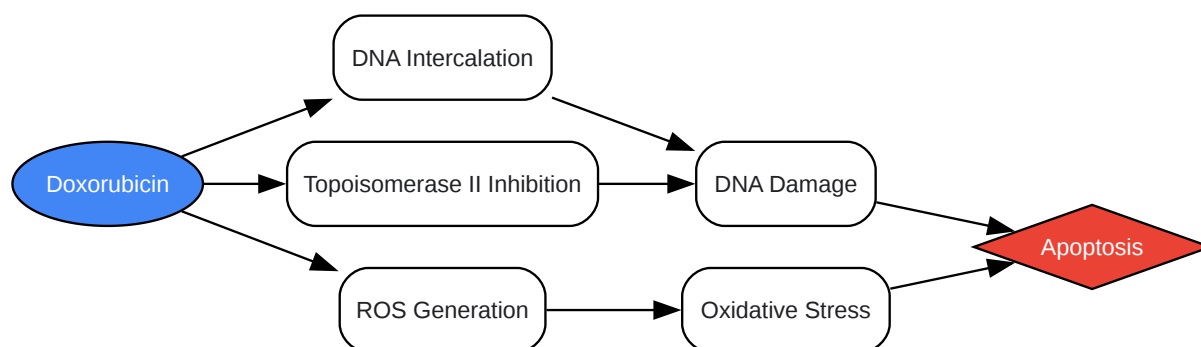 DNA Intercalation
Doxorubicin
Topoisomerase II Inhibition
DNA Damage
Apoptosis
ROS Generation
Oxidative Stress